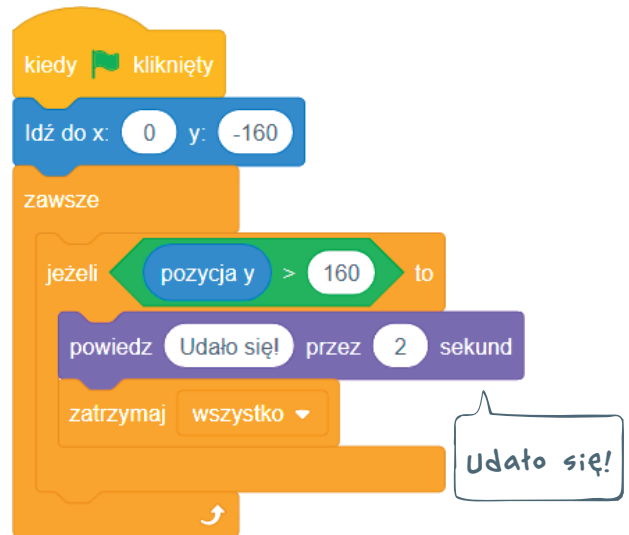 kiedy kliknięty
Idź do x: 0 y: -160
zawsze
jeżeli pozycja y > 160 to
powiedz Udało się! przez 2 sekund
zatrzymaj wszystko
Udało się!